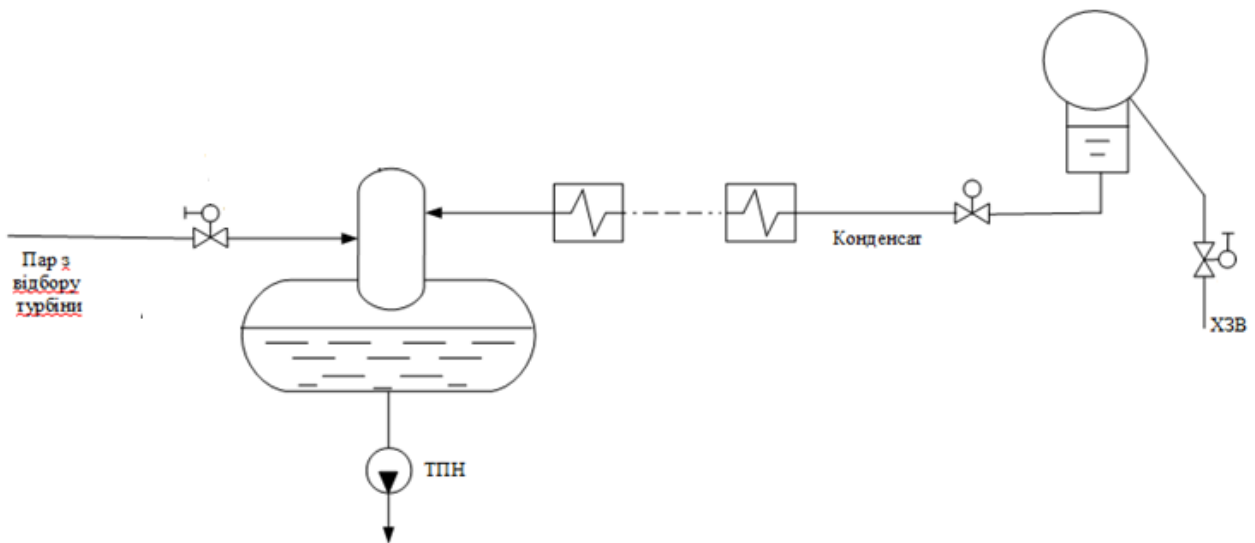 Пар з
відбору
турбіни
Конденсат
ХЗВ
ТПН